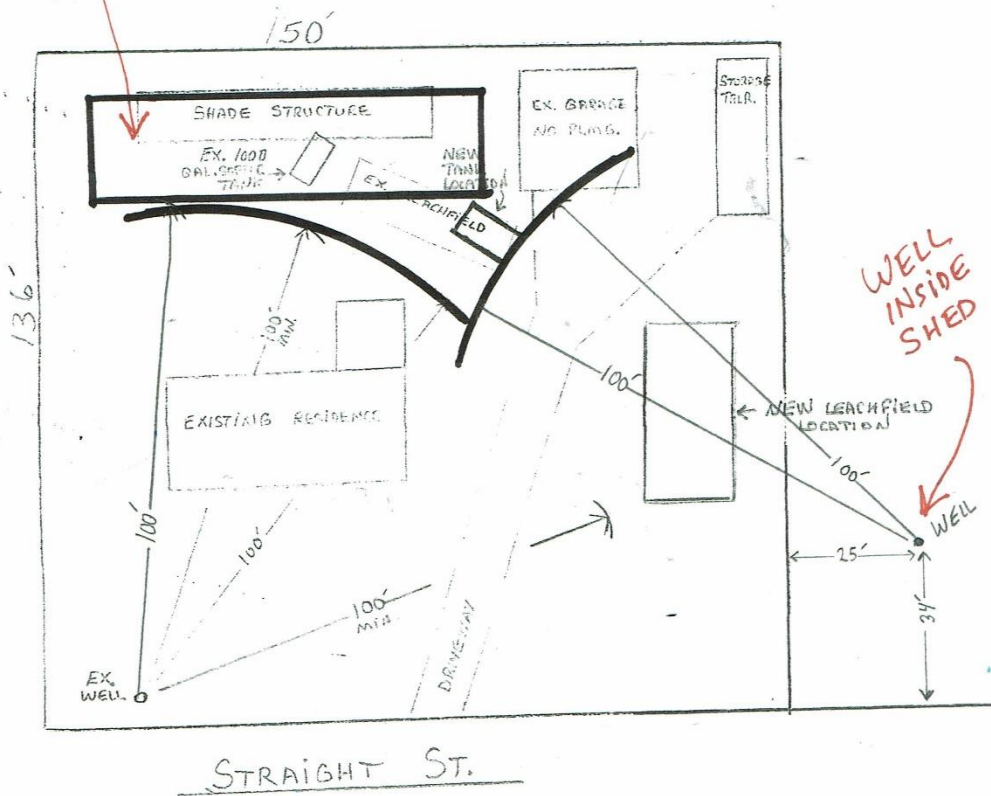 150'
136'
SHADE STRUCTURE
EX. 1000
GAL. SEPTIC
TANK
EX. LEACHFIELD
NEW
TANK
LOCATION
EX. GARAGE
NO PLMG.
STORAGE
TRLR.
WELL
INSIDE
SHED
100'
MIN.
EXISTING RESIDENCE
100'
NEW LEACHFIELD
LOCATION
100'
WELL
25'
34'
100'
100'
100'
MIN.
DRIVEWAY
EX.
WELL
STRAIGHT ST.